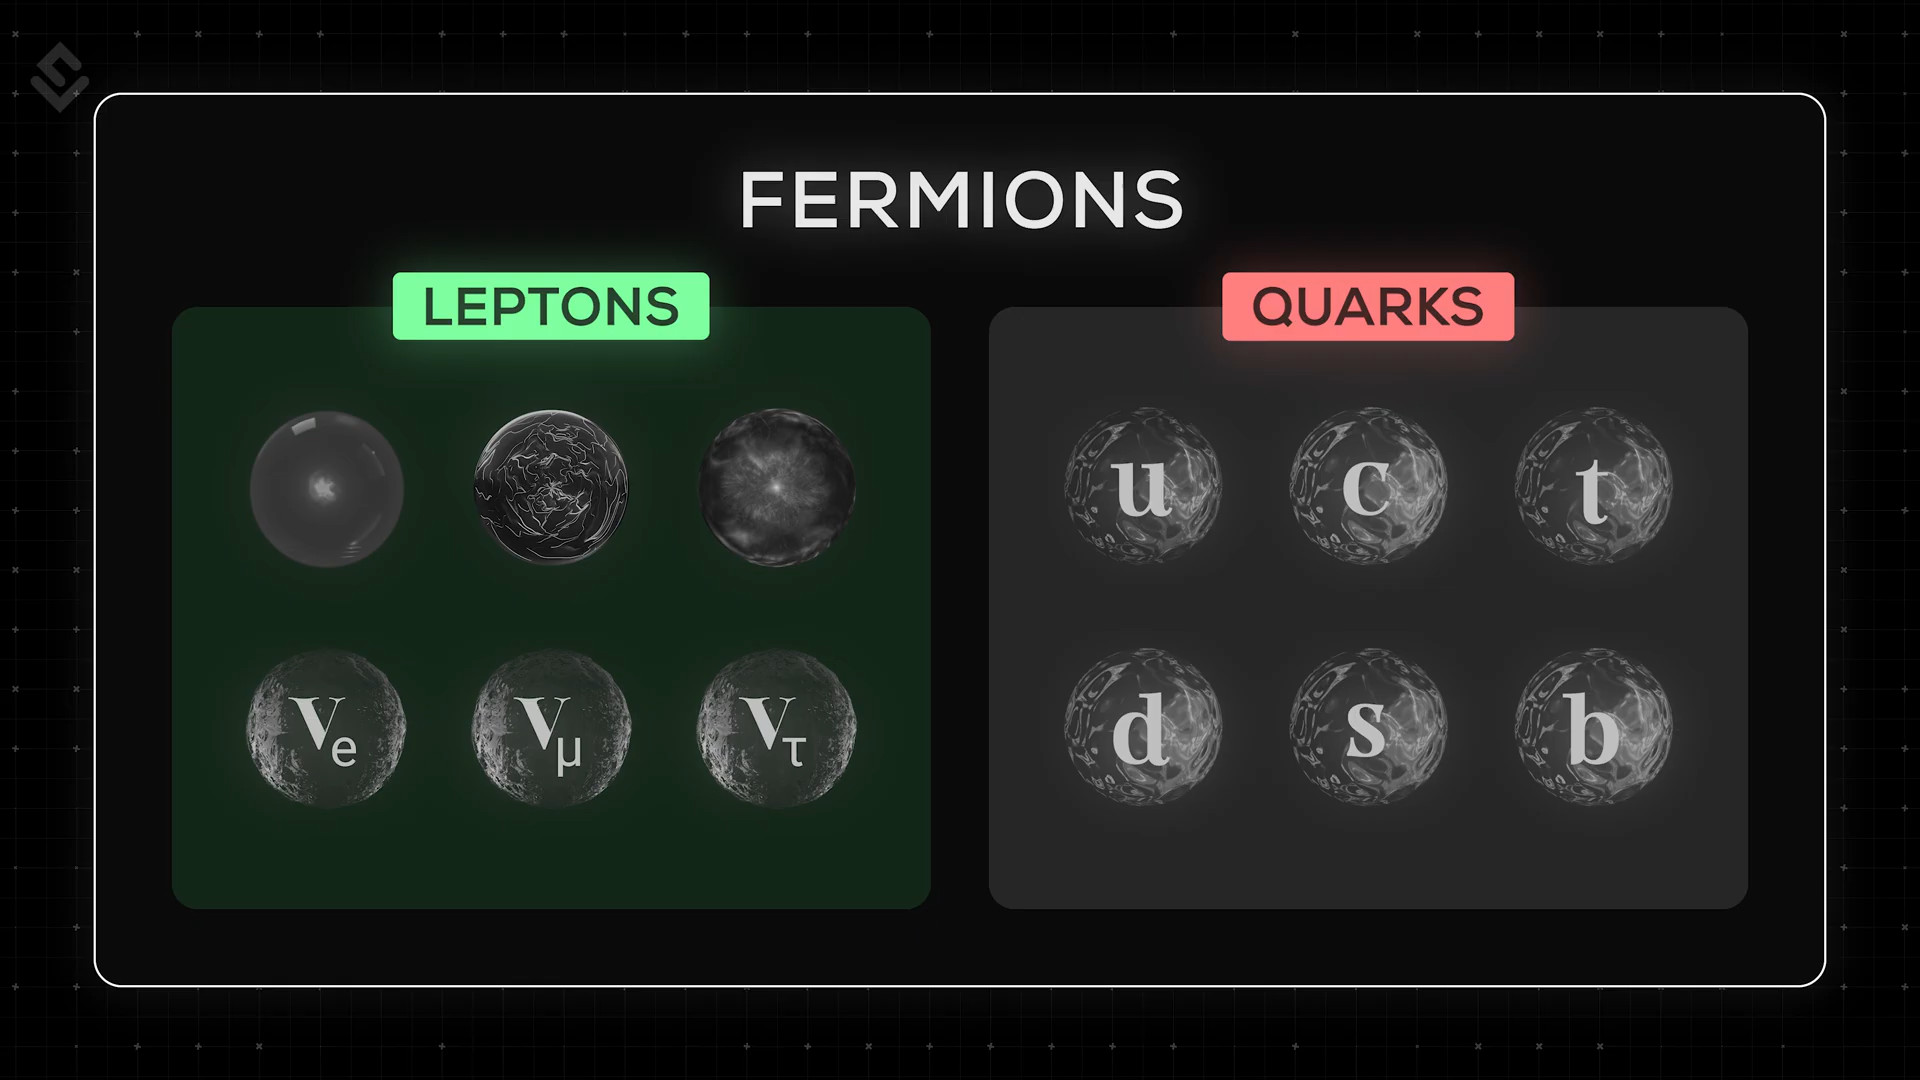 FERMIONS
LEPTONS
QUARKS
u c t
νe νμ ντ
d s b